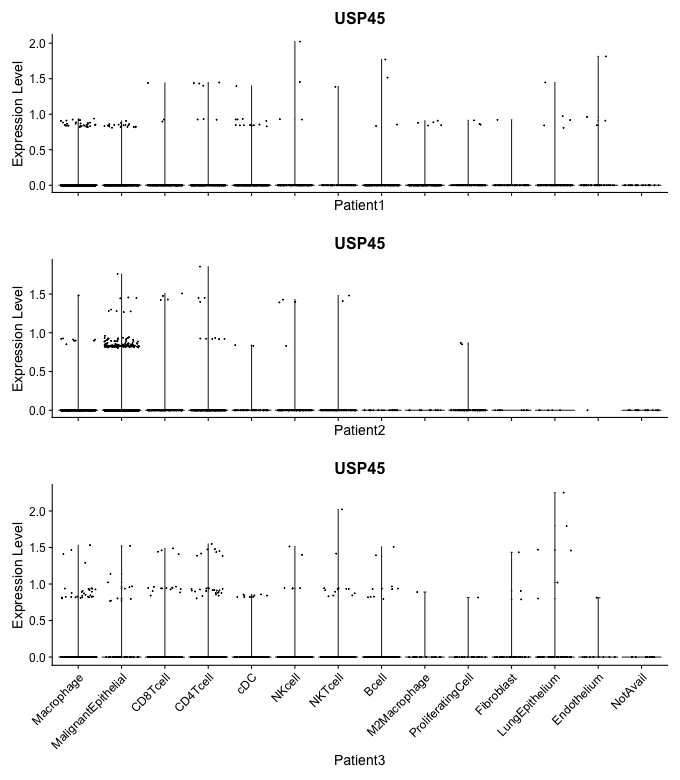 USP45
Expression Level
2.0
1.5
1.0
0.5
0.0
Patient1
USP45
Expression Level
1.5
1.0
0.5
0.0
Patient2
USP45
Expression Level
2.0
1.5
1.0
0.5
0.0
Macrophage
MalignantEpithelial
CD8Tcell
CD4Tcell
cDC
NKcell
NKTcell
Bcell
M2Macrophage
ProliferatingCell
Fibroblast
LungEpithelium
Endothelium
NotAvail
Patient3